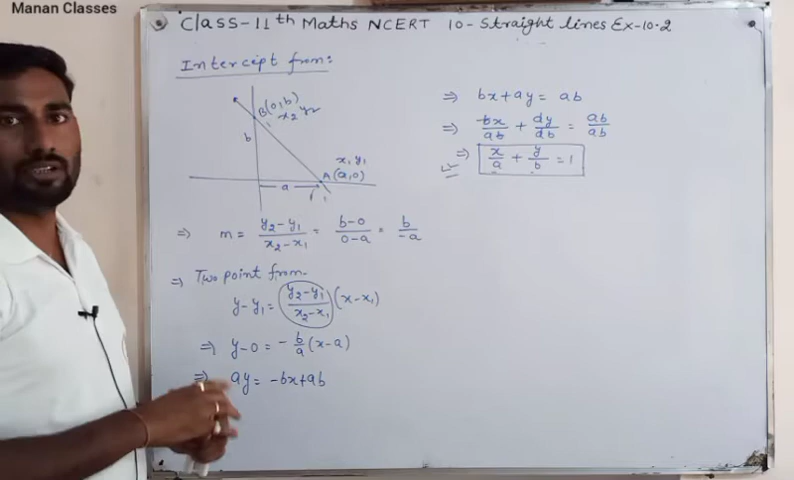 Manan Classes
Class-11th Maths NCERT 10-Straight lines Ex-10.2
Intercept from:
B(0,b)
x2 y2
b
x1 y1
A(a,0)
a
⇒ m = y2-y1/x2-x1 = b-0/0-a = b/-a
⇒ Two point from-
y-y1 = (y2-y1/x2-x1)(x-x1)
⇒ y-0 = -b/a(x-a)
⇒ ay = -bx+ab
⇒ bx+ay = ab
⇒ bx/ab + ay/ab = ab/ab
⇒ x/a + y/b = 1